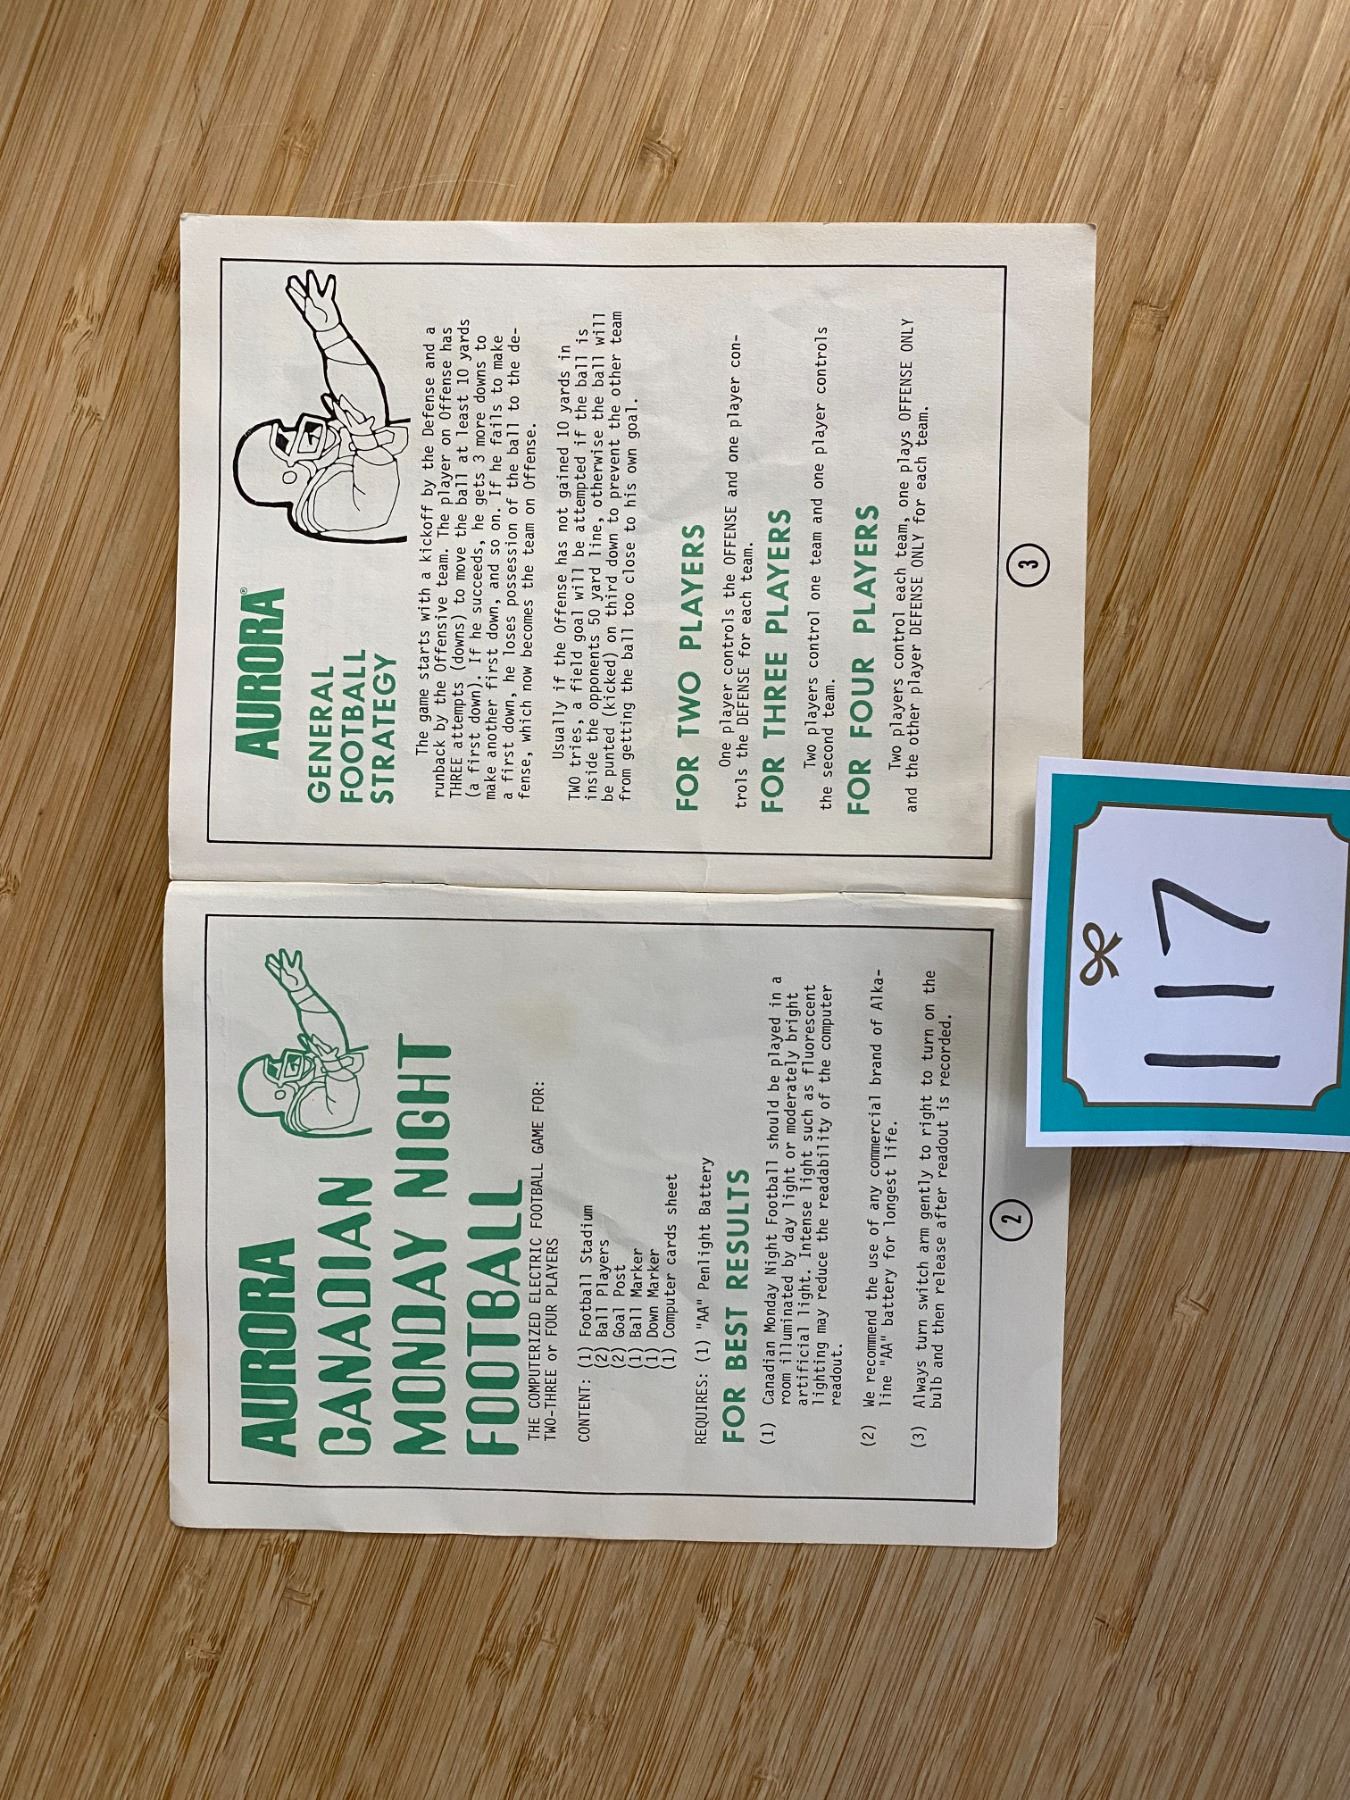 AURORA
CANADIAN
MONDAY NIGHT
FOOTBALL
THE COMPUTERIZED ELECTRIC FOOTBALL GAME FOR:
TWO-THREE or FOUR PLAYERS
CONTENT: (1) Football Stadium
(2) Ball Players
(2) Goal Post
(1) Ball Marker
(1) Down Marker
(1) Computer cards sheet
REQUIRES: (1) "AA" Penlight Battery
FOR BEST RESULTS
(1) Canadian Monday Night Football should be played in a
room illuminated by day light or moderately bright
artificial light. Intense light such as fluorescent
lighting may reduce the readability of the computer
readout.
(2) We recommend the use of any commercial brand of Alka-
line "AA" battery for longest life.
(3) Always turn switch arm gently to right to turn on the
bulb and then release after readout is recorded.
2
AURORA®
GENERAL
FOOTBALL
STRATEGY
The game starts with a kickoff by the Defense and a
runback by the Offensive team. The player on Offense has
THREE attempts (downs) to move the ball at least 10 yards
(a first down). If he succeeds, he gets 3 more downs to
make another first down, and so on. If he fails to make
a first down, he loses possession of the ball to the de-
fense, which now becomes the team on Offense.
Usually if the Offense has not gained 10 yards in
TWO tries, a field goal will be attempted if the ball is
inside the opponents 50 yard line, otherwise the ball will
be punted (kicked) on third down to prevent the other team
from getting the ball too close to his own goal.
FOR TWO PLAYERS
One player controls the OFFENSE and one player con-
trols the DEFENSE for each team.
FOR THREE PLAYERS
Two players control one team and one player controls
the second team.
FOR FOUR PLAYERS
Two players control each team, one plays OFFENSE ONLY
and the other player DEFENSE ONLY for each team.
3
117